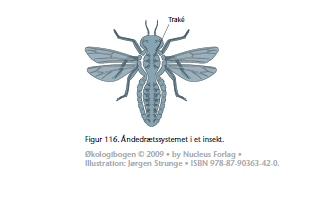 Traké
Figur 116. Åndedrætssystemet i et insekt.
Økologibogen © 2009 • by Nucleus Forlag •
Illustration: Jørgen Strunge • ISBN 978-87-90363-42-0.